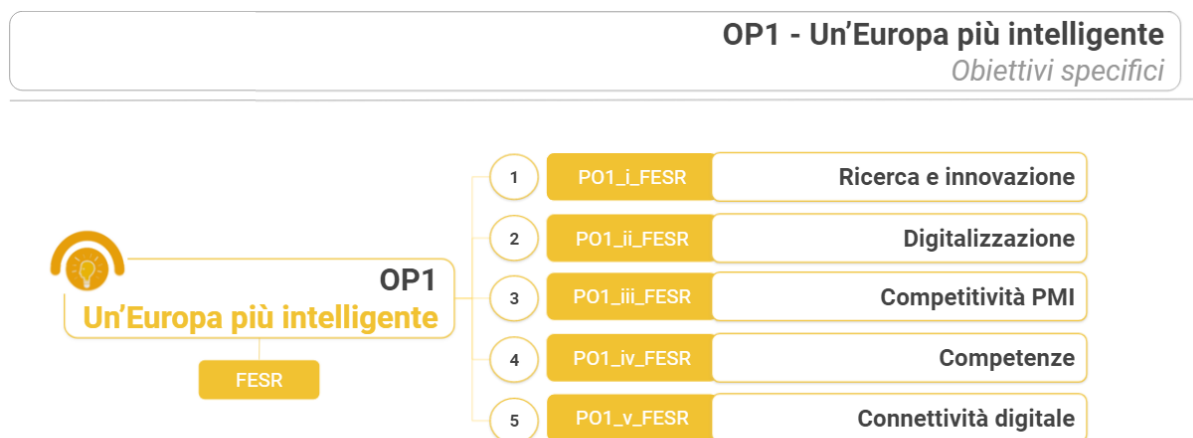 OP1 - Un'Europa più intelligente
Obiettivi specifici
1 PO1_i_FESR Ricerca e innovazione
2 PO1_ii_FESR Digitalizzazione
OP1
Un'Europa più intelligente
FESR
3 PO1_iii_FESR Competitività PMI
4 PO1_iv_FESR Competenze
5 PO1_v_FESR Connettività digitale